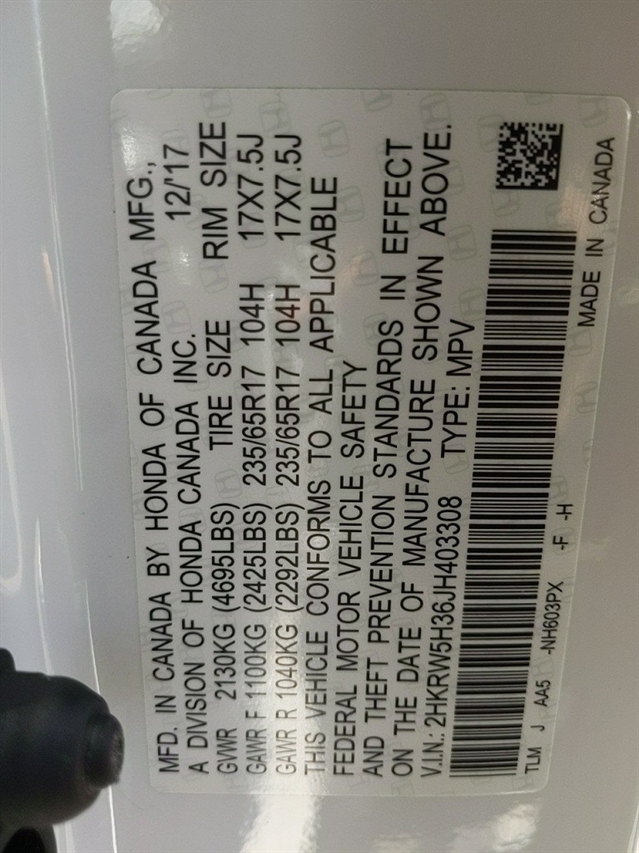 MFD. IN CANADA BY HONDA OF CANADA MFG.,
A DIVISION OF HONDA CANADA INC. 12/'17
GVWR 2130KG (4695LBS) TIRE SIZE RIM SIZE
GAWR F 1100KG (2425LBS) 235/65R17 104H 17X7.5J
GAWR R 1040KG (2292LBS) 235/65R17 104H 17X7.5J
THIS VEHICLE CONFORMS TO ALL APPLICABLE
FEDERAL MOTOR VEHICLE SAFETY
AND THEFT PREVENTION STANDARDS IN EFFECT
ON THE DATE OF MANUFACTURE SHOWN ABOVE.
V.I.N.: 2HKRW5H36JH403308 TYPE: MPV
TLM J AA5 -NH603PX -F -H
MADE IN CANADA